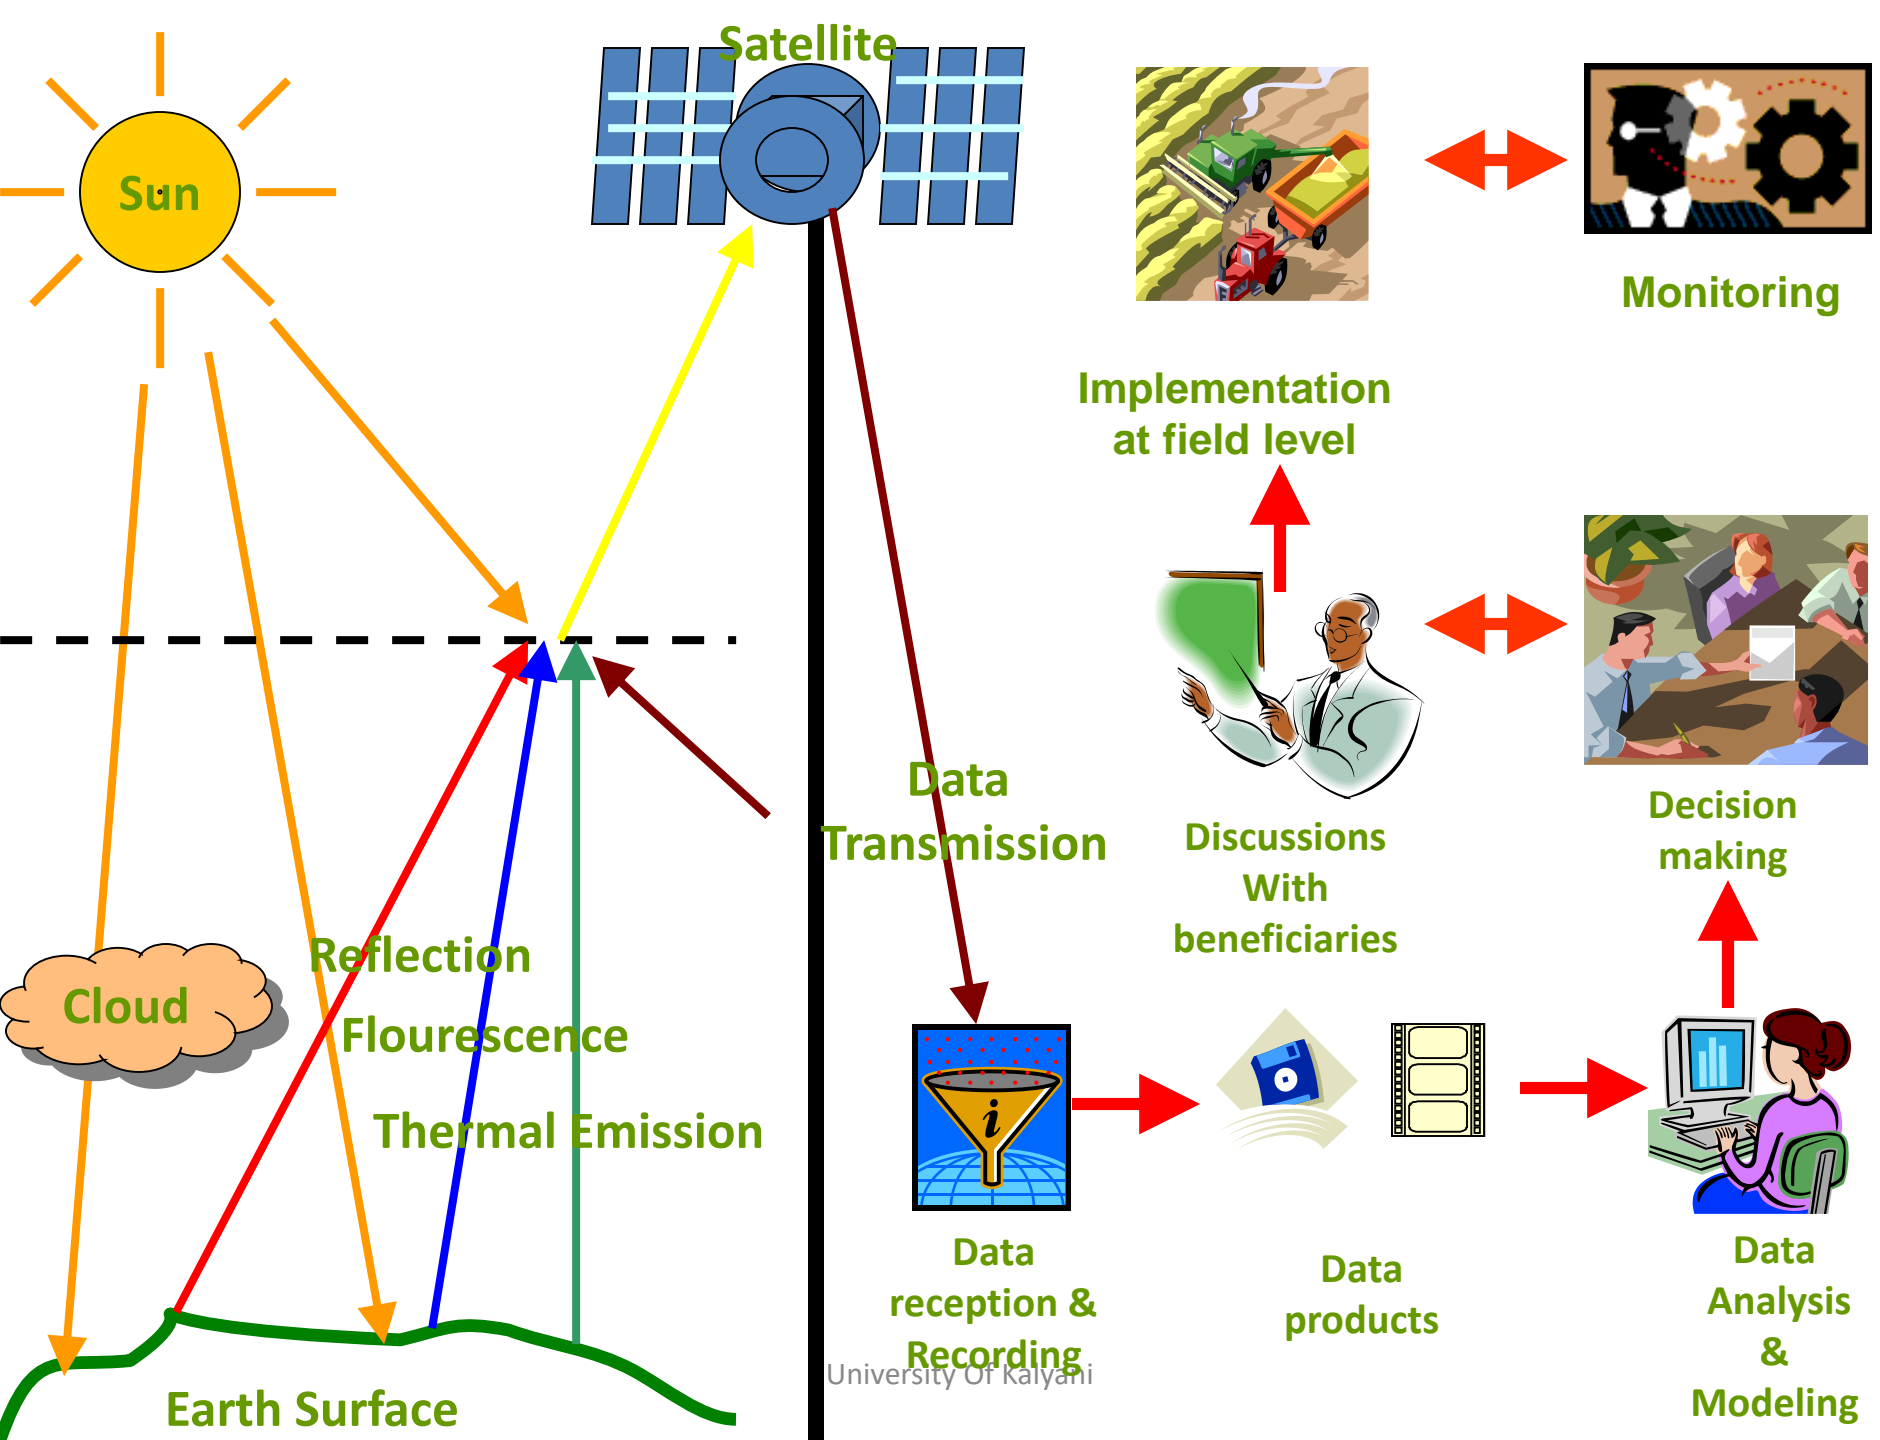 Satellite
Sun
Monitoring
Implementation
at field level
Data
Transmission
Discussions
With
beneficiaries
Decision
making
Reflection
Cloud
Flourescence
Thermal Emission
i
Data
reception &
Recording
Data
products
Data
Analysis
&
Modeling
University Of Kalyani
Earth Surface